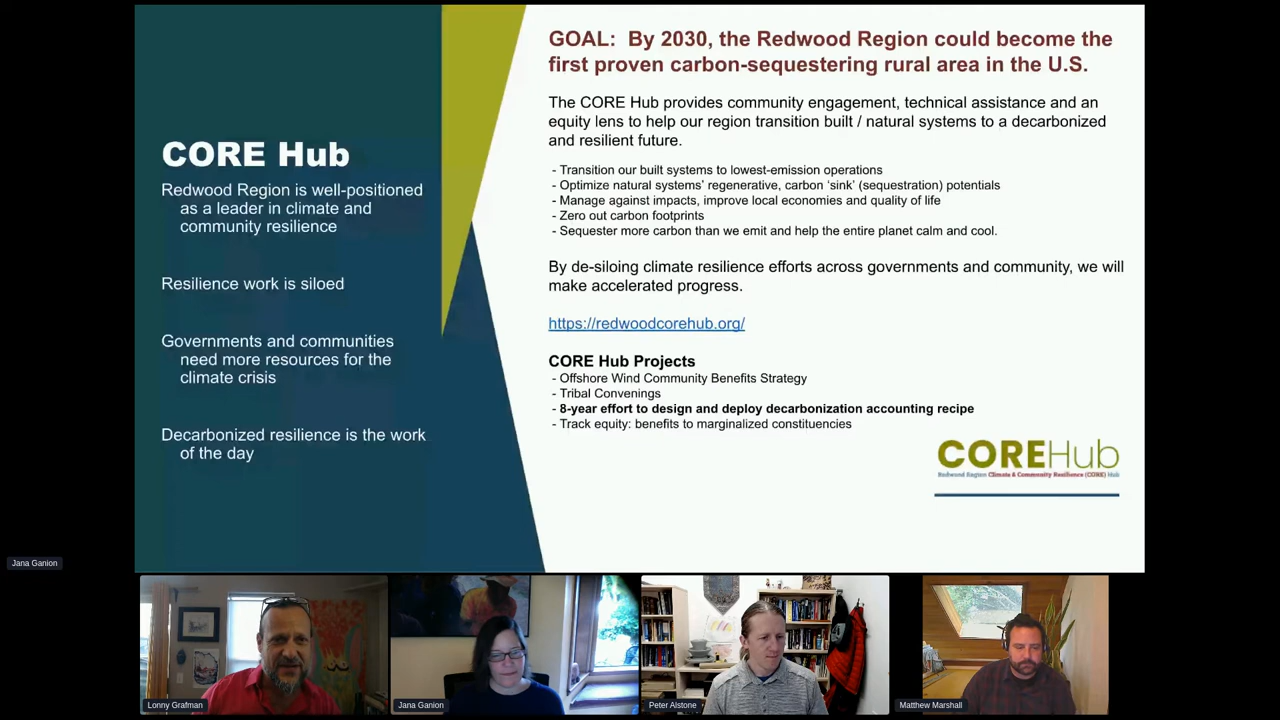 CORE Hub
Redwood Region is well-positioned
as a leader in climate and
community resilience
Resilience work is siloed
Governments and communities
need more resources for the
climate crisis
Decarbonized resilience is the work
of the day
GOAL:  By 2030, the Redwood Region could become the
first proven carbon-sequestering rural area in the U.S.
The CORE Hub provides community engagement, technical assistance and an
equity lens to help our region transition built / natural systems to a decarbonized
and resilient future.
- Transition our built systems to lowest-emission operations
- Optimize natural systems’ regenerative, carbon ‘sink’ (sequestration) potentials
- Manage against impacts, improve local economies and quality of life
- Zero out carbon footprints
- Sequester more carbon than we emit and help the entire planet calm and cool.
By de-siloing climate resilience efforts across governments and community, we will
make accelerated progress.
https://redwoodcorehub.org/
CORE Hub Projects
- Offshore Wind Community Benefits Strategy
- Tribal Convenings
- 8-year effort to design and deploy decarbonization accounting recipe
- Track equity: benefits to marginalized constituencies
COREHub
Redwood Region Climate & Community Resilience (CORE) Hub
Jana Ganion
Lonny Grafman
Jana Ganion
Peter Alstone
Matthew Marshall